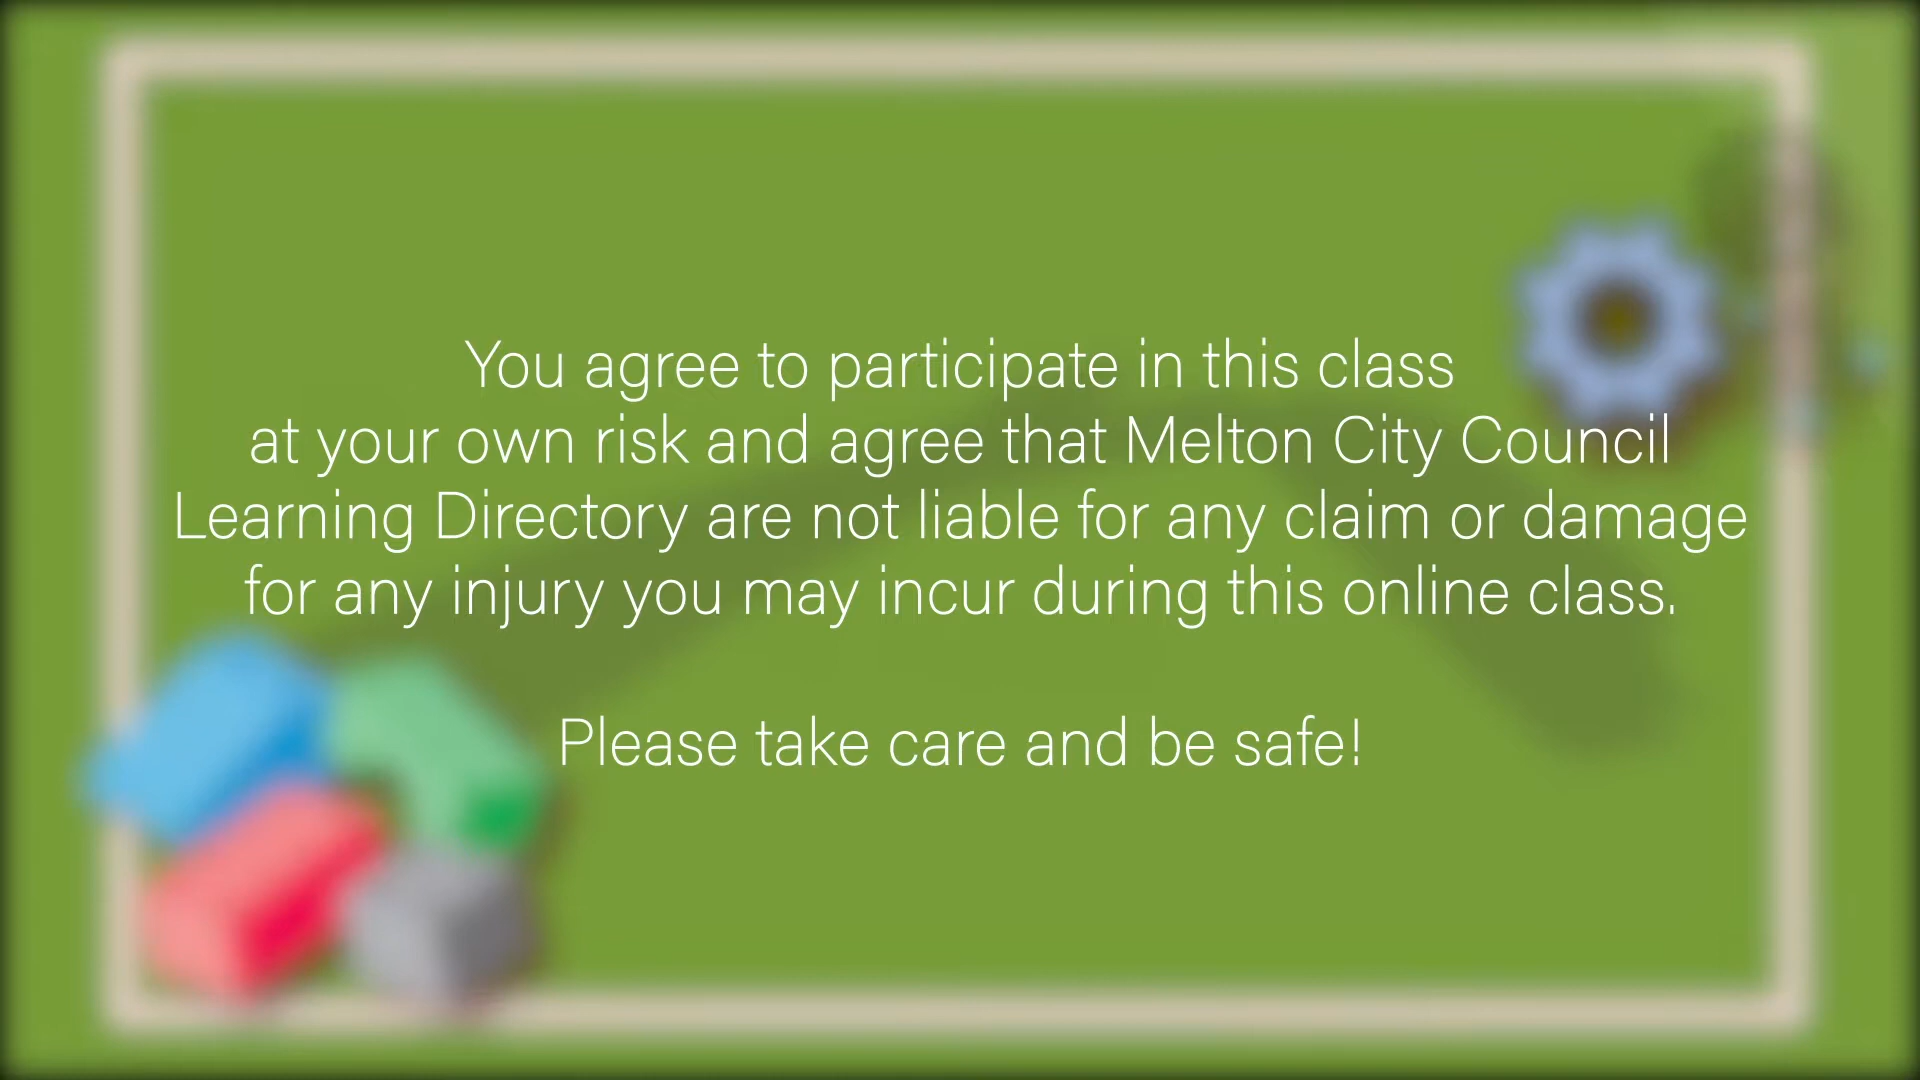 You agree to participate in this class
at your own risk and agree that Melton City Council
Learning Directory are not liable for any claim or damage
for any injury you may incur during this online class.
Please take care and be safe!